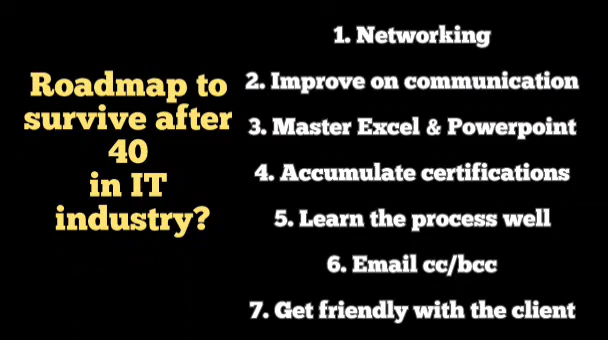 Roadmap to
survive after
40
in IT
industry?
1. Networking
2. Improve on communication
3. Master Excel & Powerpoint
4. Accumulate certifications
5. Learn the process well
6. Email cc/bcc
7. Get friendly with the client